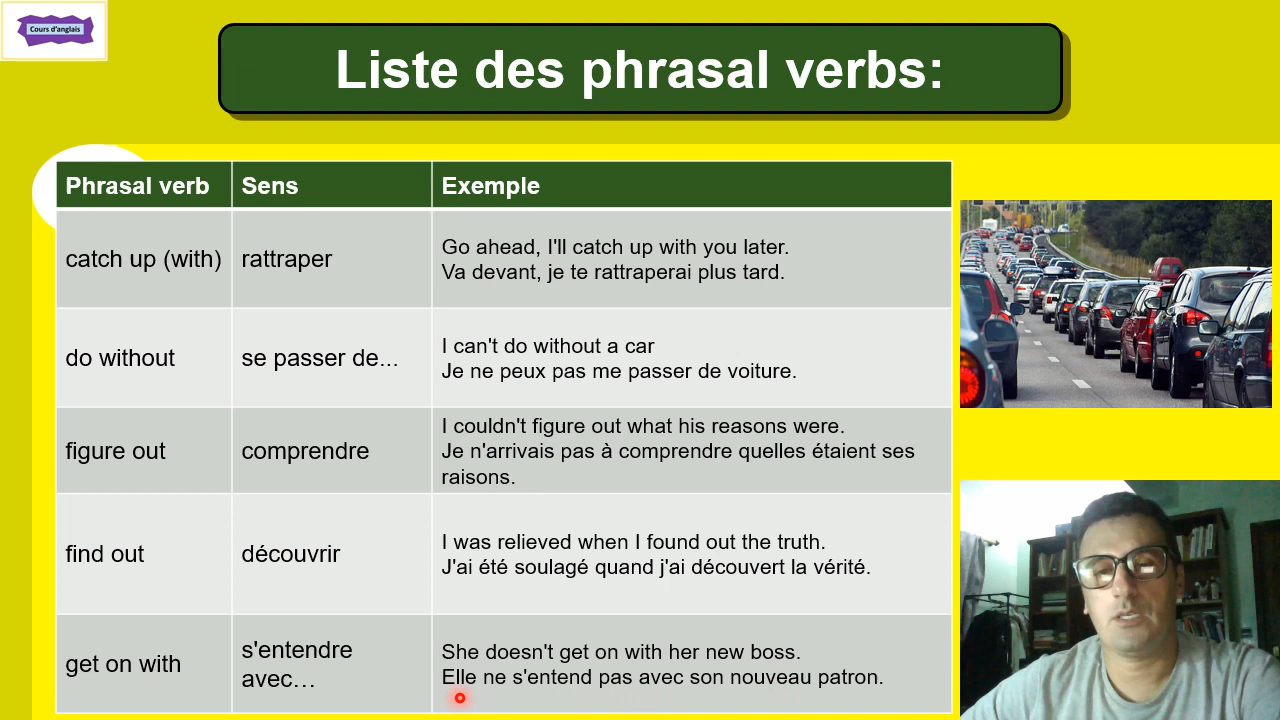 Cours d'anglais
Liste des phrasal verbs:
Phrasal verb Sens Exemple
catch up (with) rattraper
Go ahead, I'll catch up with you later.
Va devant, je te rattraperai plus tard.
do without se passer de...
I can't do without a car
Je ne peux pas me passer de voiture.
figure out comprendre
I couldn't figure out what his reasons were.
Je n'arrivais pas à comprendre quelles étaient ses
raisons.
find out découvrir
I was relieved when I found out the truth.
J'ai été soulagé quand j'ai découvert la vérité.
get on with
s'entendre
avec…
She doesn't get on with her new boss.
Elle ne s'entend pas avec son nouveau patron.